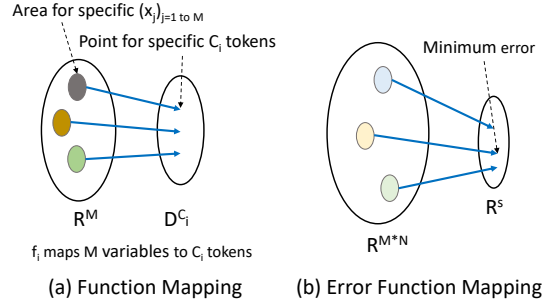 Area for specific (x_j)_{j=1 to M}
Point for specific C_i tokens
R^M
D^{C_i}
f_i maps M variables to C_i tokens
(a) Function Mapping
Minimum error
R^{M*N}
R^s
(b) Error Function Mapping